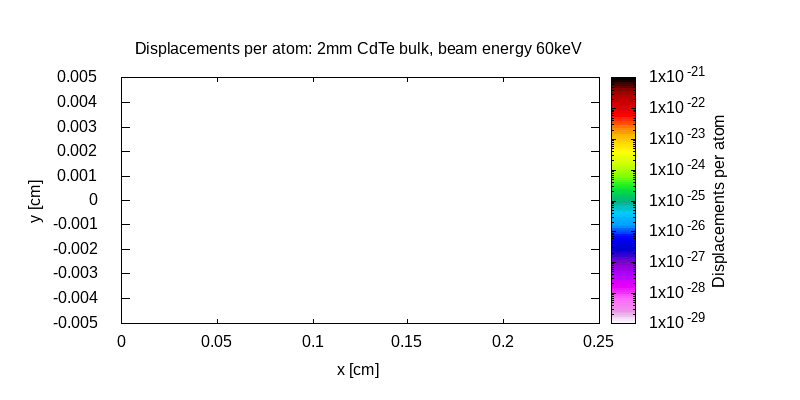 Displacements per atom: 2mm CdTe bulk, beam energy 60keV
0.005
0.004
0.003
0.002
0.001
0
-0.001
-0.002
-0.003
-0.004
-0.005
y [cm]
0 0.05 0.1 0.15 0.2 0.25
x [cm]
1x10^-21
1x10^-22
1x10^-23
1x10^-24
1x10^-25
1x10^-26
1x10^-27
1x10^-28
1x10^-29
Displacements per atom